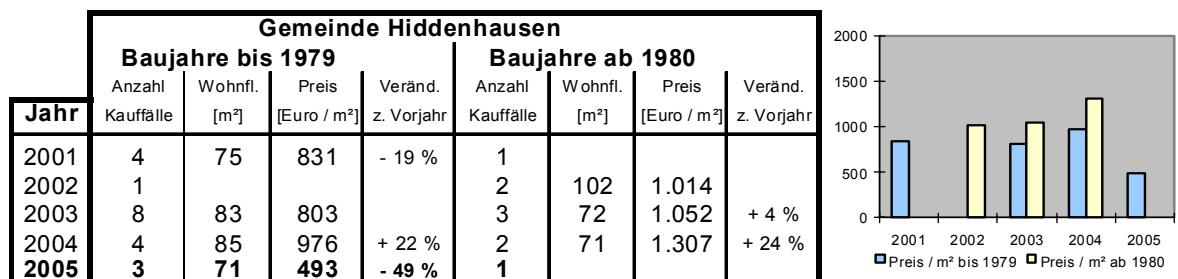 Gemeinde Hiddenhausen
Baujahre bis 1979 Baujahre ab 1980
Anzahl Wohnfl. Preis Veränd. Anzahl Wohnfl. Preis Veränd.
Jahr Kauffälle [m²] [Euro / m²] z. Vorjahr Kauffälle [m²] [Euro / m²] z. Vorjahr
2001 4 75 831 - 19 % 1
2002 1 2 102 1.014
2003 8 83 803 3 72 1.052 + 4 %
2004 4 85 976 + 22 % 2 71 1.307 + 24 %
2005 3 71 493 - 49 % 1
2000
1500
1000
500
0
2001 2002 2003 2004 2005
Preis / m² bis 1979 Preis / m² ab 1980